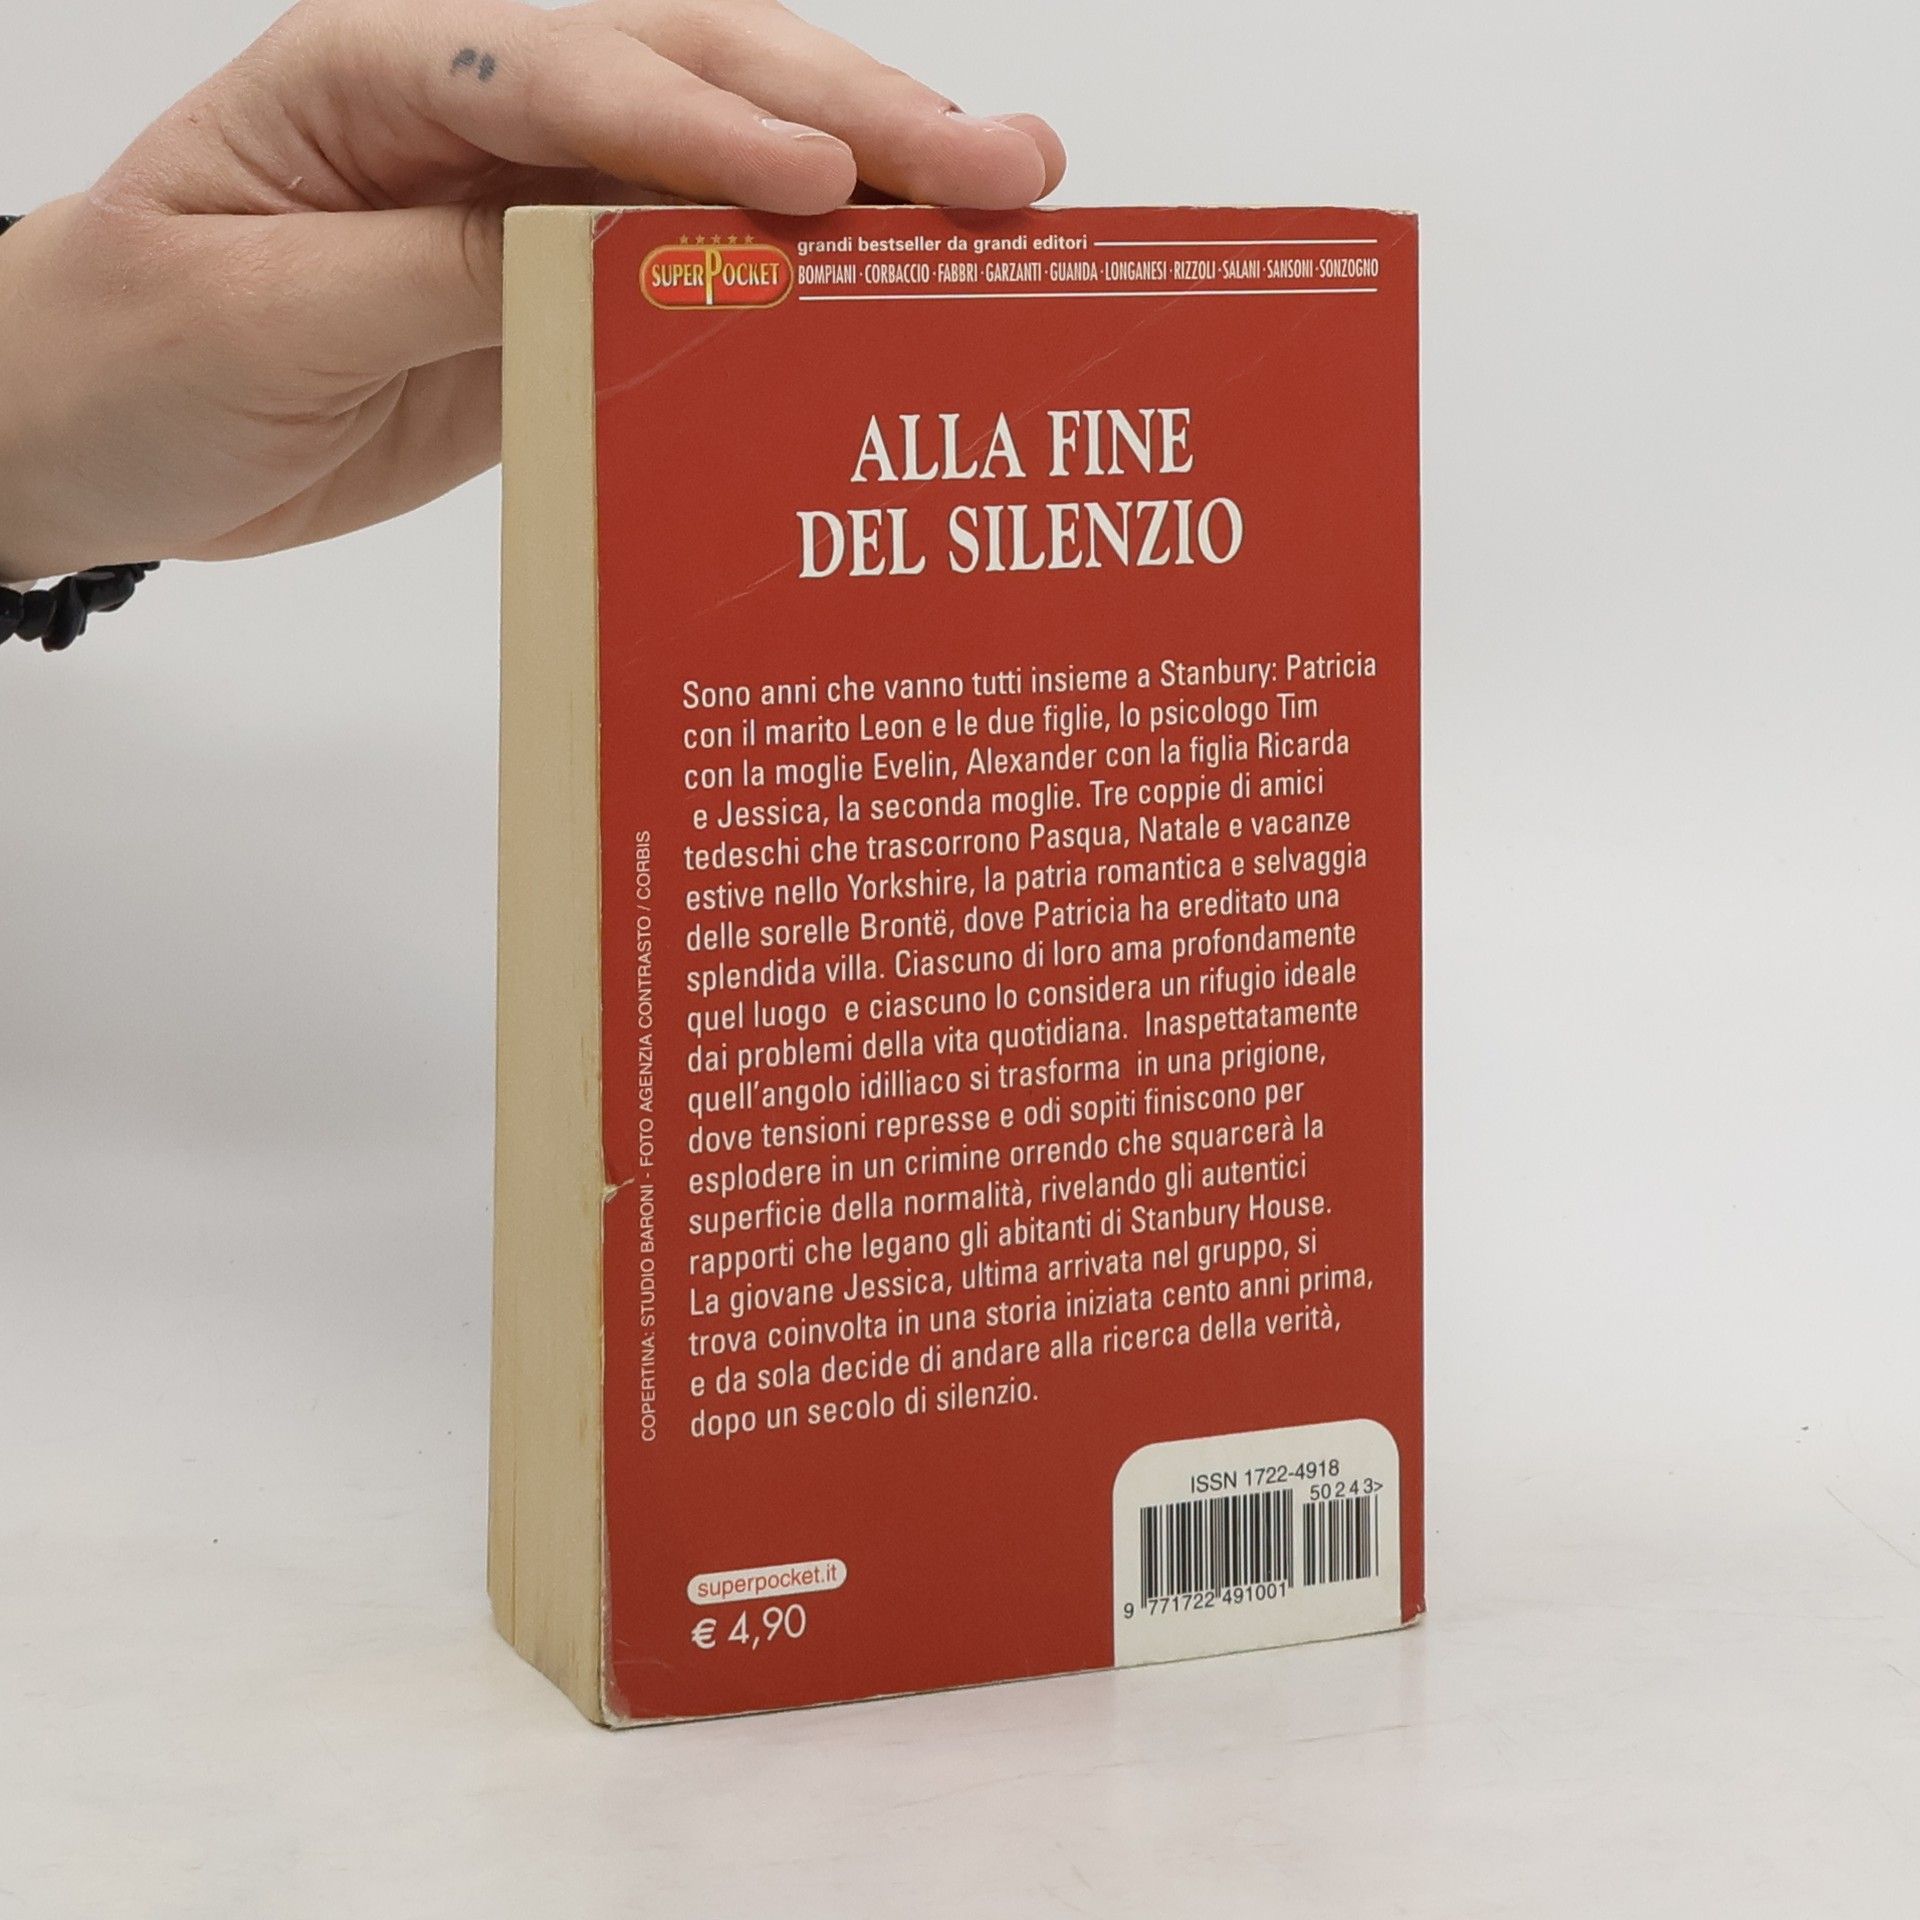 SUPERPOCKET
grandi bestseller da grandi editori
BOMPIANI · CORBACCIO · FABBRI · GARZANTI · GUANDA · LONGANESI · RIZZOLI · SALANI · SANSONI · SONZOGNO
ALLA FINE
DEL SILENZIO
Sono anni che vanno tutti insieme a Stanbury: Patricia
con il marito Leon e le due figlie, lo psicologo Tim
con la moglie Evelin, Alexander con la figlia Ricarda
e Jessica, la seconda moglie. Tre coppie di amici
tedeschi che trascorrono Pasqua, Natale e vacanze
estive nello Yorkshire, la patria romantica e selvaggia
delle sorelle Brontë, dove Patricia ha ereditato una
splendida villa. Ciascuno di loro ama profondamente
quel luogo e ciascuno lo considera un rifugio ideale
dai problemi della vita quotidiana. Inaspettatamente
quell'angolo idilliaco si trasforma in una prigione,
dove tensioni represse e odi sopiti finiscono per
esplodere in un crimine orrendo che squarcerà la
superficie della normalità, rivelando gli autentici
rapporti che legano gli abitanti di Stanbury House.
La giovane Jessica, ultima arrivata nel gruppo, si
trova coinvolta in una storia iniziata cento anni prima,
e da sola decide di andare alla ricerca della verità,
dopo un secolo di silenzio.
COPERTINA: STUDIO BARONI - FOTO AGENZIA CONTRASTO / CORBIS
superpocket.it
€ 4,90
ISSN 1722-4918
50243>
9 771722 491001